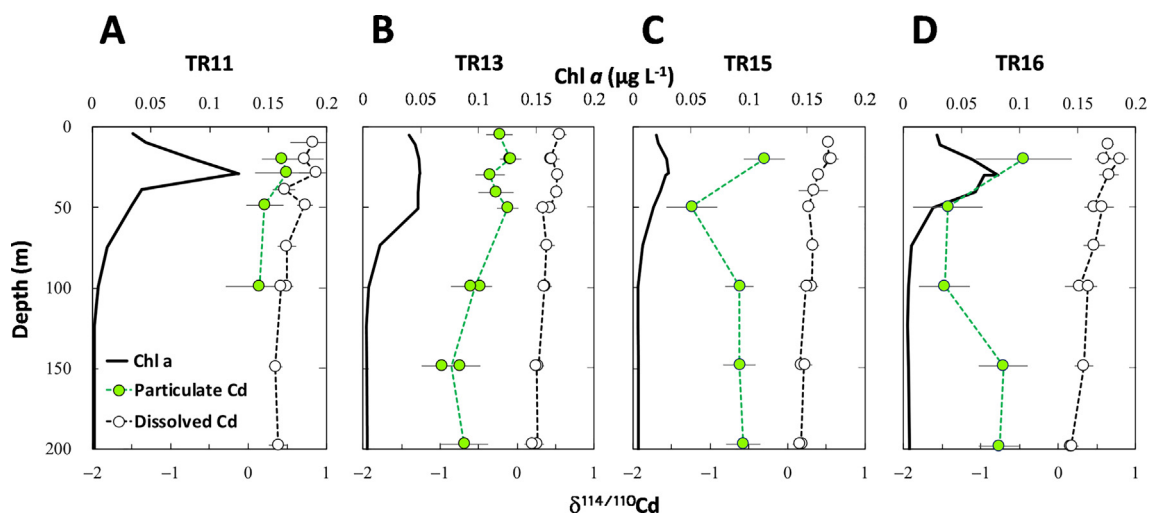 A B C D
TR11 TR13 TR15 TR16
Chl a (µg L-1)
0 0.05 0.1 0.15 0.2 0 0.05 0.1 0.15 0.2 0 0.05 0.1 0.15 0.2 0 0.05 0.1 0.15 0.2
0
50
100
150
200
Depth (m)
Chl a
Particulate Cd
Dissolved Cd
−2 −1 0 1 −2 −1 0 1 −2 −1 0 1 −2 −1 0 1
δ114/110Cd